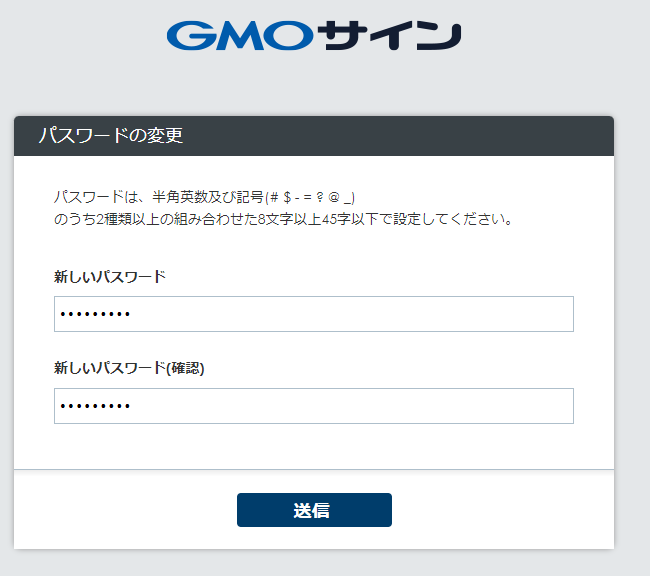 GMOサイン
パスワードの変更
パスワードは、半角英数及び記号(# $ - = ? @ _)
のうち2種類以上の組み合わせた8文字以上45字以下で設定してください。
新しいパスワード
•••••••••
新しいパスワード(確認)
•••••••••
送信